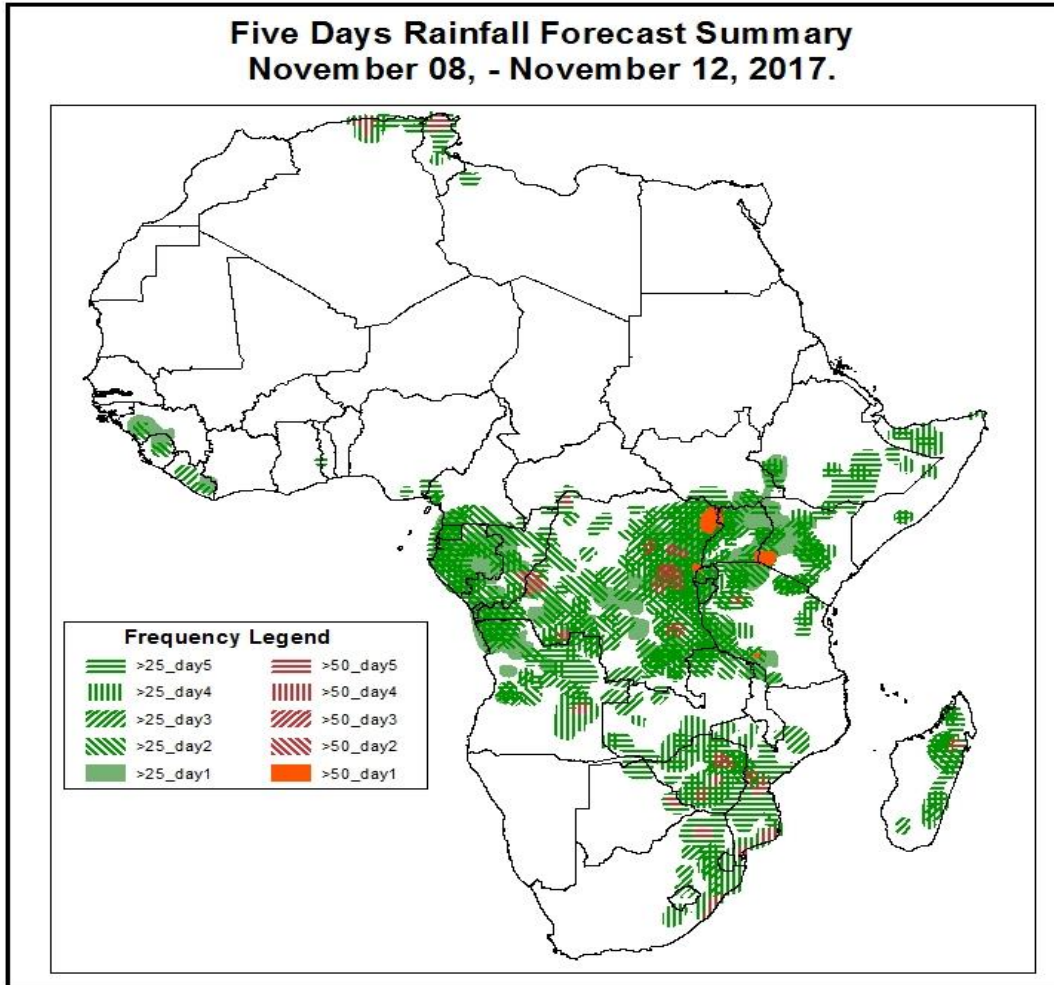 Five Days Rainfall Forecast Summary
November 08, - November 12, 2017.
Frequency Legend
>25_day5 >50_day5
>25_day4 >50_day4
>25_day3 >50_day3
>25_day2 >50_day2
>25_day1 >50_day1